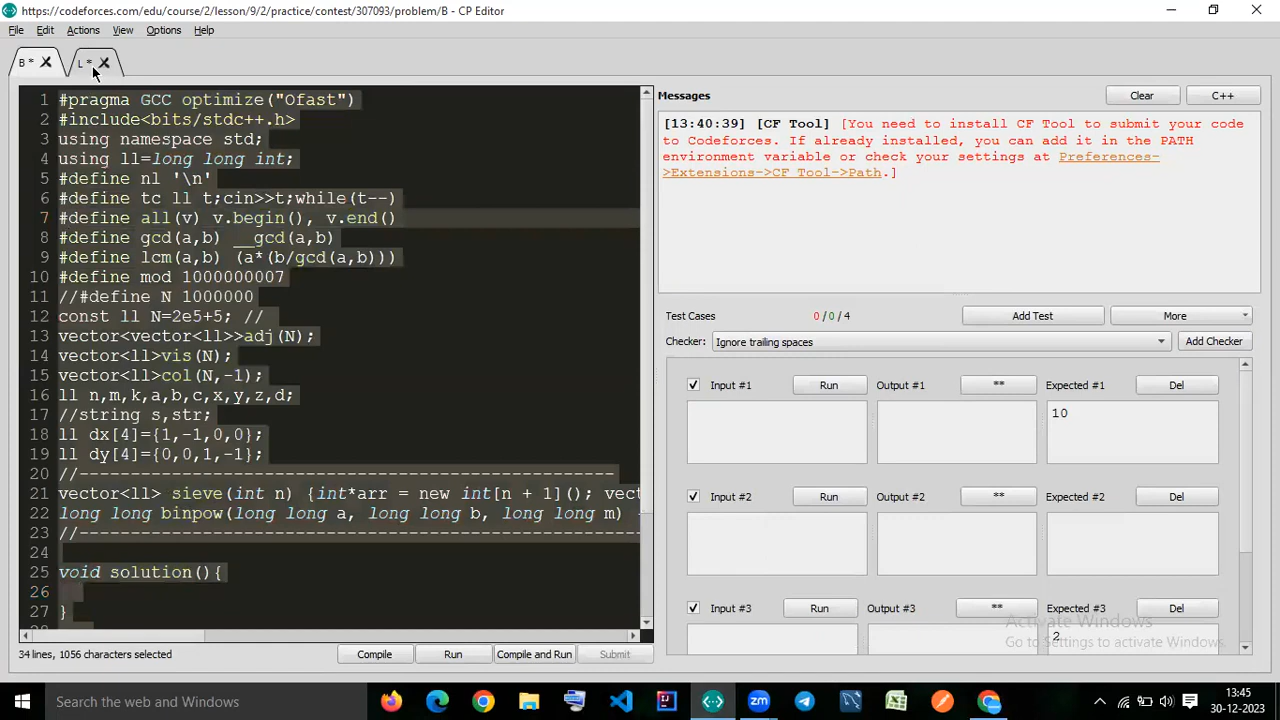 https://codeforces.com/edu/course/2/lesson/9/2/practice/contest/307093/problem/B - CP Editor
File Edit Actions View Options Help
B * L *
1 #pragma GCC optimize("Ofast")
2 #include<bits/stdc++.h>
3 using namespace std;
4 using ll=long long int;
5 #define nl '\n'
6 #define tc ll t;cin>>t;while(t--)
7 #define all(v) v.begin(), v.end()
8 #define gcd(a,b) __gcd(a,b)
9 #define lcm(a,b) (a*(b/gcd(a,b)))
10 #define mod 1000000007
11 //#define N 1000000
12 const ll N=2e5+5; //
13 vector<vector<ll>>adj(N);
14 vector<ll>vis(N);
15 vector<ll>col(N,-1);
16 ll n,m,k,a,b,c,x,y,z,d;
17 //string s,str;
18 ll dx[4]={1,-1,0,0};
19 ll dy[4]={0,0,1,-1};
20 //----------------------------------------------------
21 vector<ll> sieve(int n) {int*arr = new int[n + 1](); vect
22 long long binpow(long long a, long long b, long long m)
23 //-------------------------------------------------------
24
25 void solution(){
26
27 }
34 lines, 1056 characters selected
Compile Run Compile and Run Submit
Messages Clear C++
[13:40:39] [CF Tool] [You need to install CF Tool to submit your code
to Codeforces. If already installed, you can add it in the PATH
environment variable or check your settings at Preferences-
>Extensions->CF Tool->Path.]
Test Cases 0 / 0 / 4 Add Test More
Checker: Ignore trailing spaces Add Checker
Input #1 Run Output #1 ** Expected #1 Del
10
Input #2 Run Output #2 ** Expected #2 Del
Input #3 Run Output #3 ** Expected #3 Del
2
Activate Windows
Go to Settings to activate Windows.
Search the web and Windows
13:45
30-12-2023